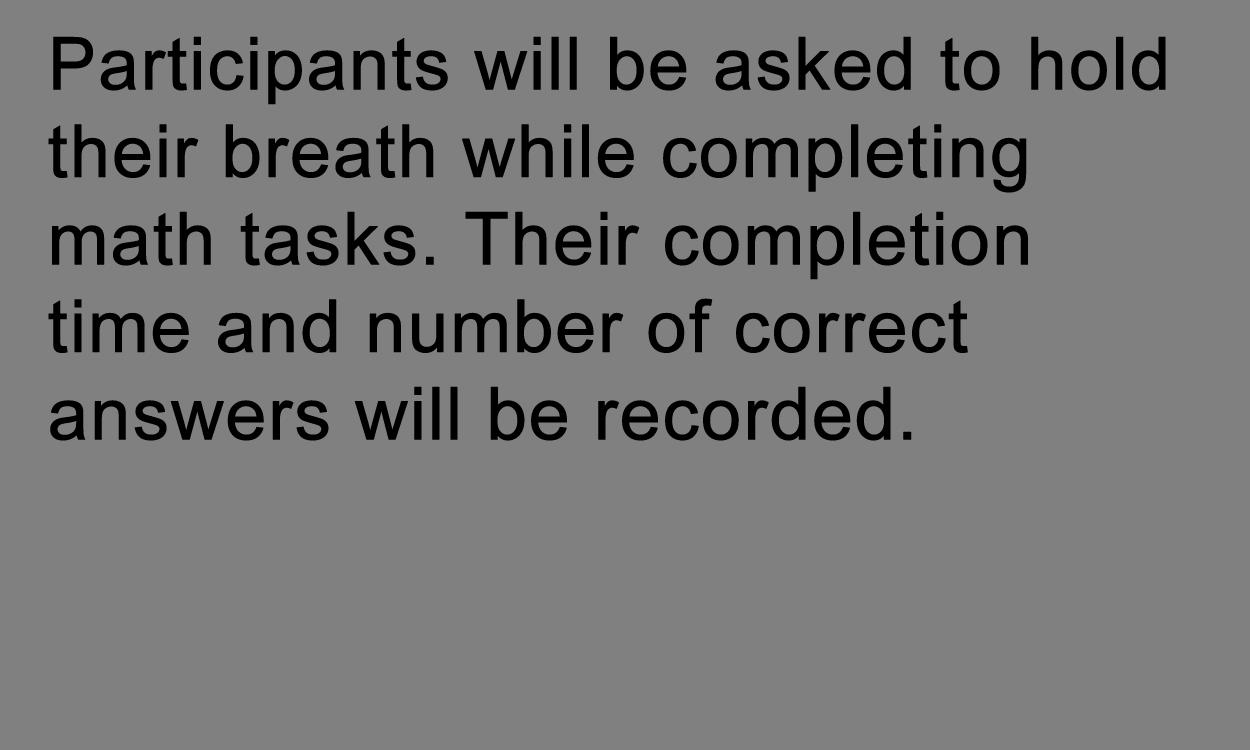 Participants will be asked to hold
their breath while completing
math tasks. Their completion
time and number of correct
answers will be recorded.